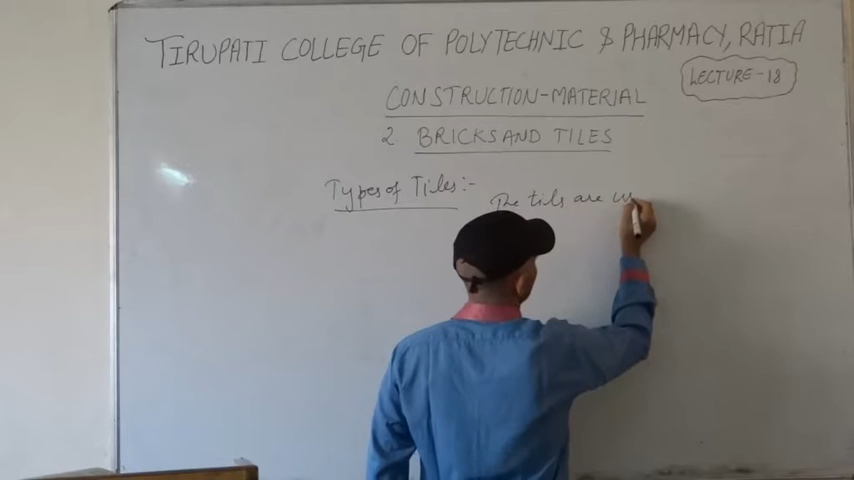 TIRUPATI COLLEGE OF POLYTECHNIC & PHARMACY, RATIA
LECTURE-18
CONSTRUCTION-MATERIAL
2 BRICKS AND TILES
Types of Tiles:-
The tils are